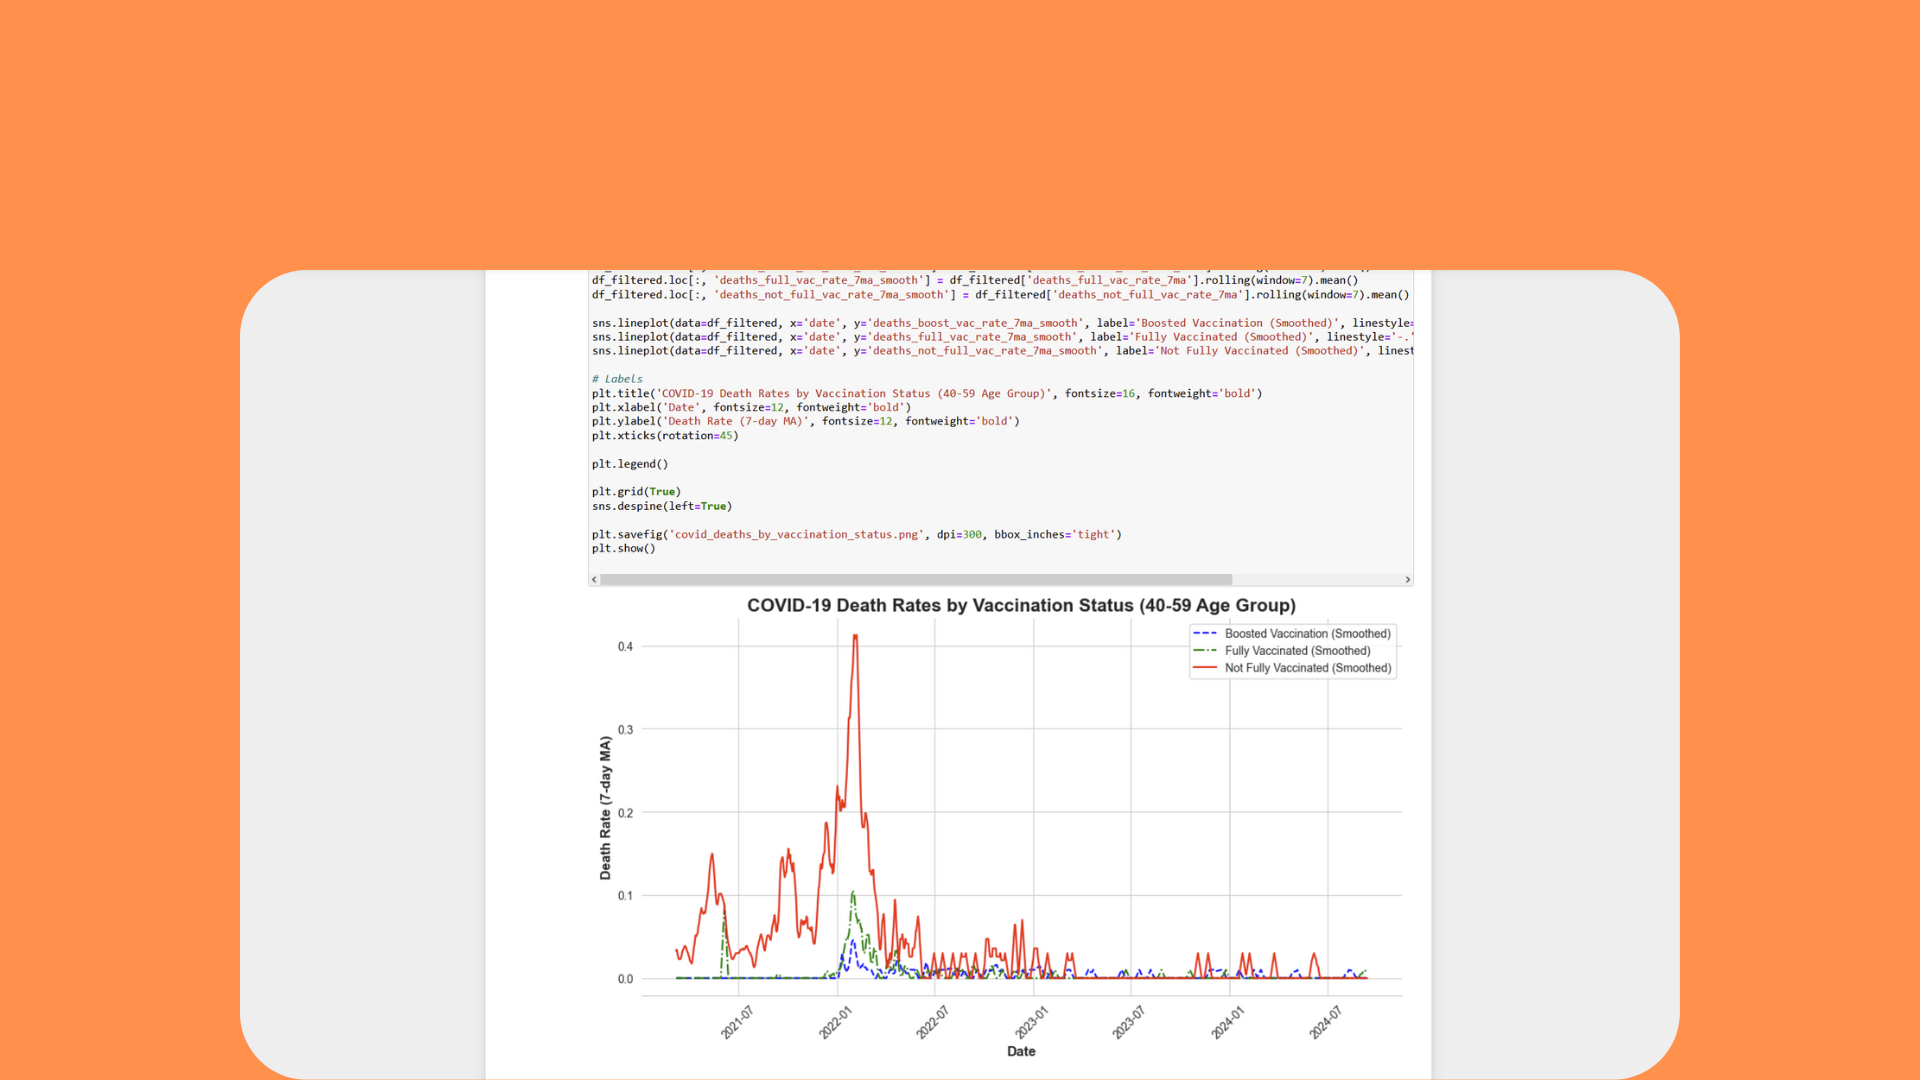 df_filtered.loc[:, 'deaths_full_vac_rate_7ma_smooth'] = df_filtered['deaths_full_vac_rate_7ma'].rolling(window=7).mean()
df_filtered.loc[:, 'deaths_not_full_vac_rate_7ma_smooth'] = df_filtered['deaths_not_full_vac_rate_7ma'].rolling(window=7).mean()
sns.lineplot(data=df_filtered, x='date', y='deaths_boost_vac_rate_7ma_smooth', label='Boosted Vaccination (Smoothed)', linestyle=
sns.lineplot(data=df_filtered, x='date', y='deaths_full_vac_rate_7ma_smooth', label='Fully Vaccinated (Smoothed)', linestyle='-.'
sns.lineplot(data=df_filtered, x='date', y='deaths_not_full_vac_rate_7ma_smooth', label='Not Fully Vaccinated (Smoothed)', linest
# Labels
plt.title('COVID-19 Death Rates by Vaccination Status (40-59 Age Group)', fontsize=16, fontweight='bold')
plt.xlabel('Date', fontsize=12, fontweight='bold')
plt.ylabel('Death Rate (7-day MA)', fontsize=12, fontweight='bold')
plt.xticks(rotation=45)
plt.legend()
plt.grid(True)
sns.despine(left=True)
plt.savefig('covid_deaths_by_vaccination_status.png', dpi=300, bbox_inches='tight')
plt.show()
COVID-19 Death Rates by Vaccination Status (40-59 Age Group)
Boosted Vaccination (Smoothed)
Fully Vaccinated (Smoothed)
Not Fully Vaccinated (Smoothed)
Death Rate (7-day MA)
0.4
0.3
0.2
0.1
0.0
2021-07
2022-01
2022-07
2023-01
2023-07
2024-01
2024-07
Date